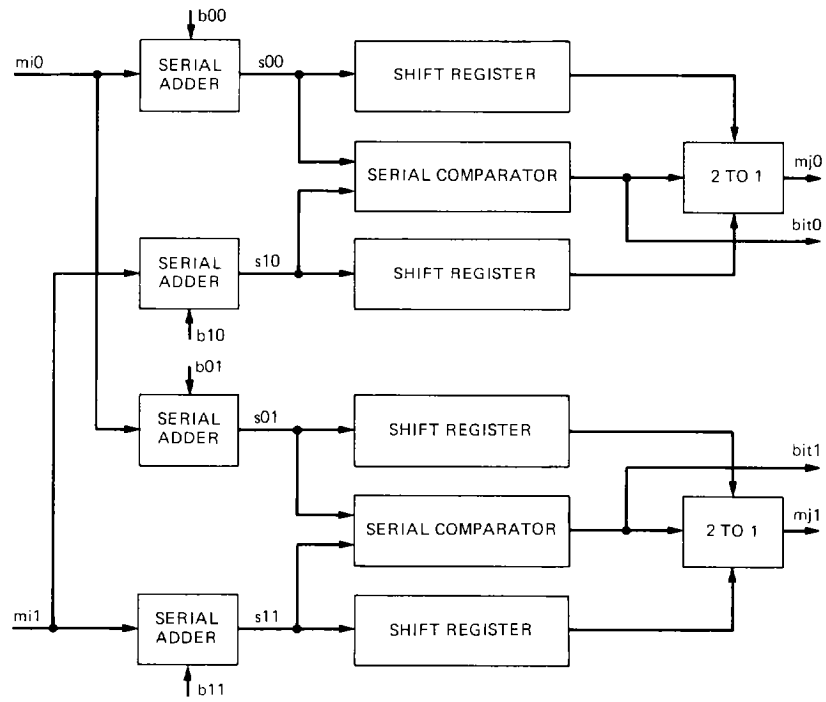 b00
mi0
SERIAL
ADDER
s00
SHIFT REGISTER
SERIAL COMPARATOR
2 TO 1
mj0
bit0
SERIAL
ADDER
s10
SHIFT REGISTER
b10
b01
SERIAL
ADDER
s01
SHIFT REGISTER
bit1
SERIAL COMPARATOR
2 TO 1
mj1
mi1
SERIAL
ADDER
s11
SHIFT REGISTER
b11